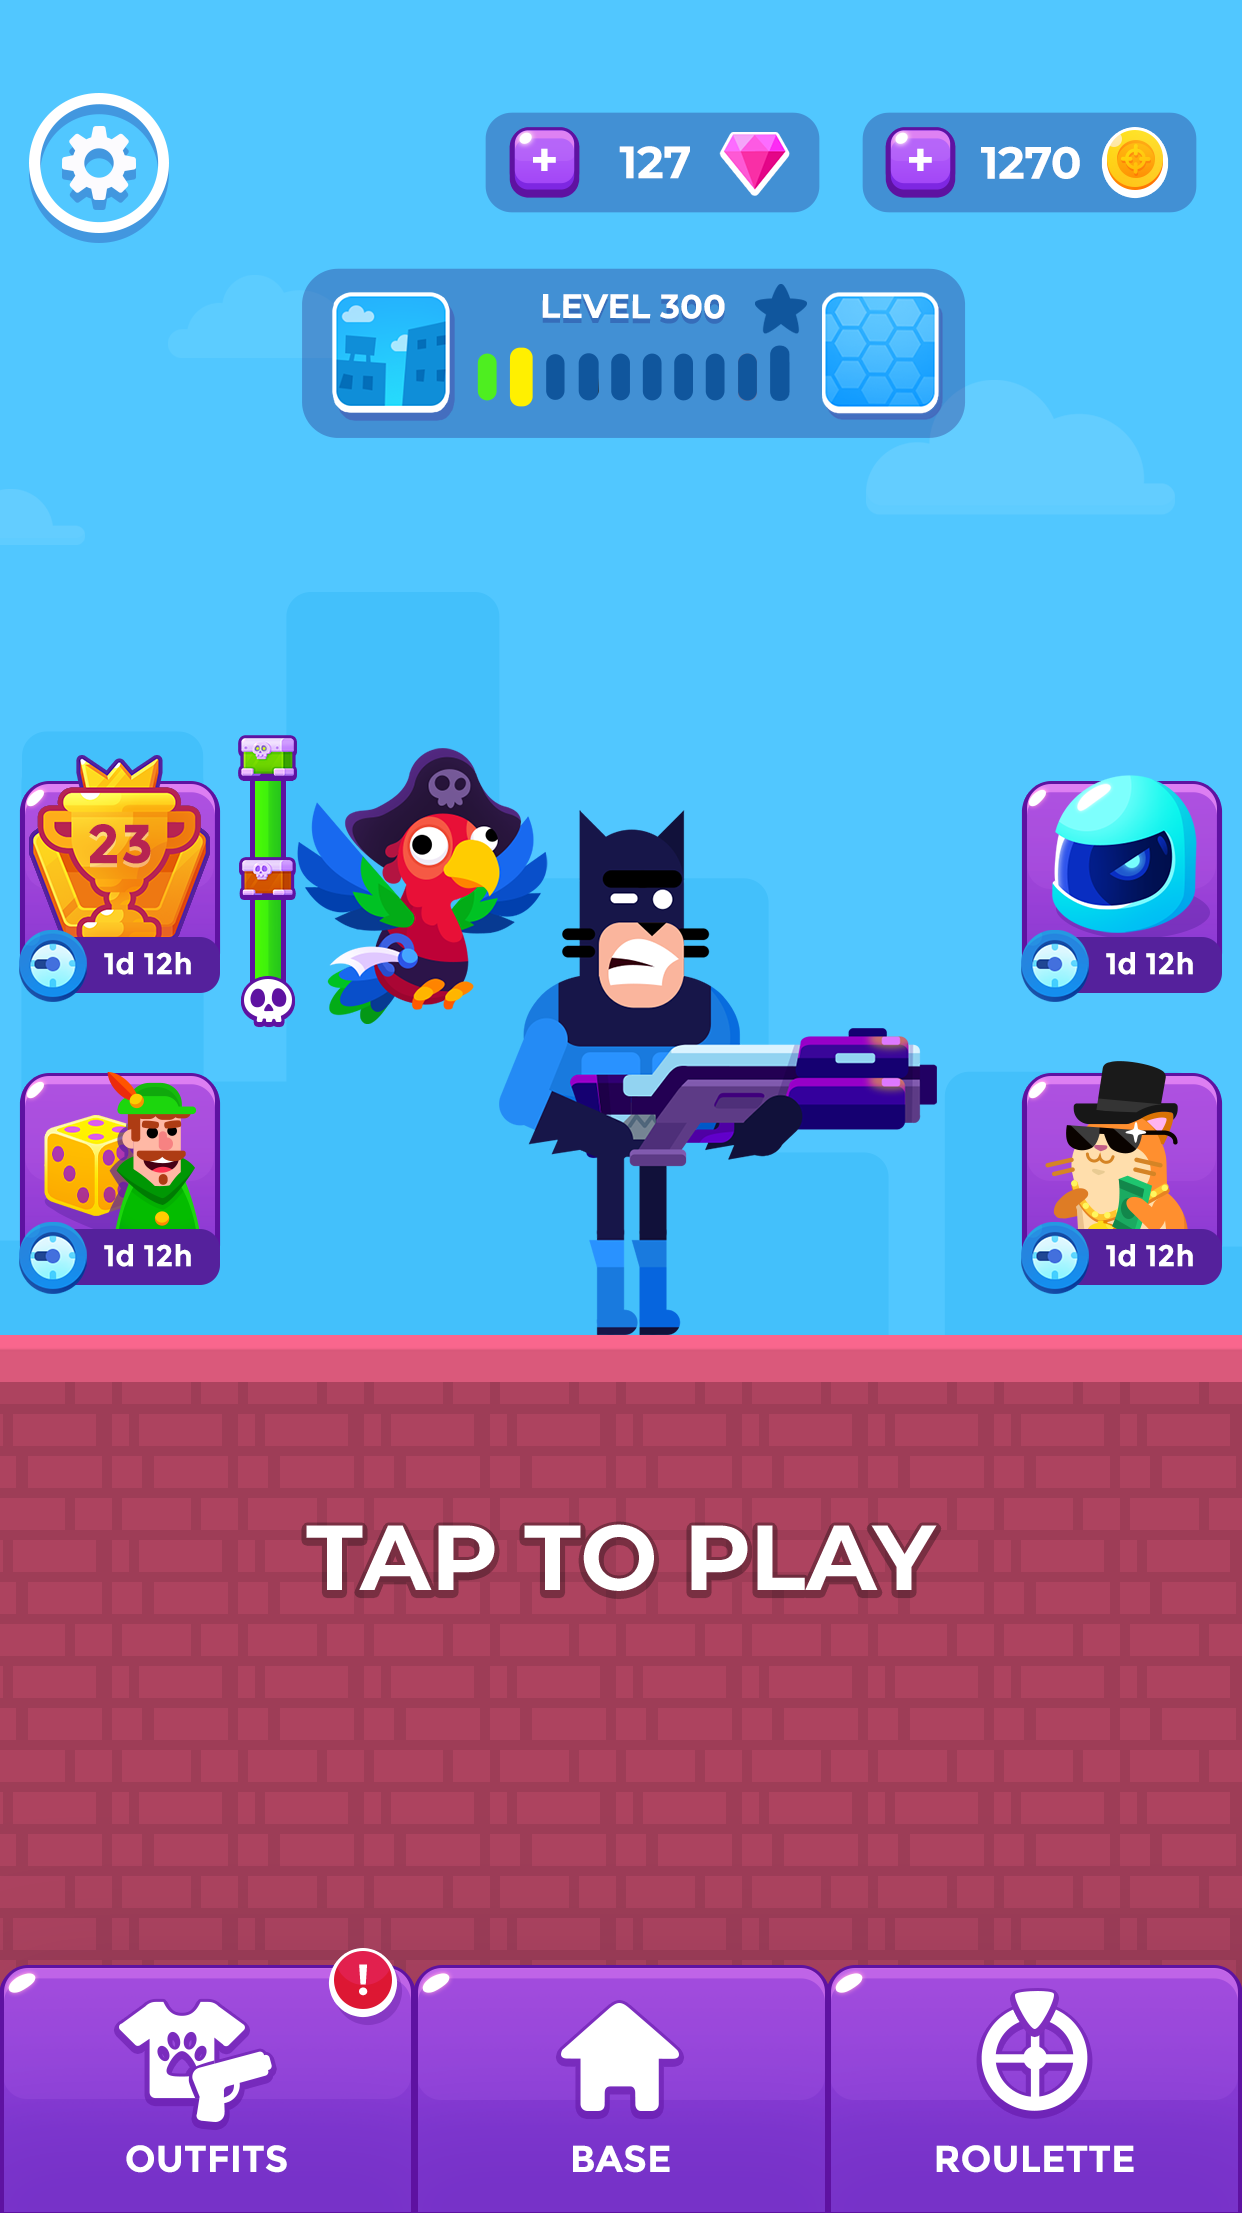 127
1270
LEVEL 300
23
1d 12h
1d 12h
1d 12h
1d 12h
TAP TO PLAY
!
OUTFITS
BASE
ROULETTE